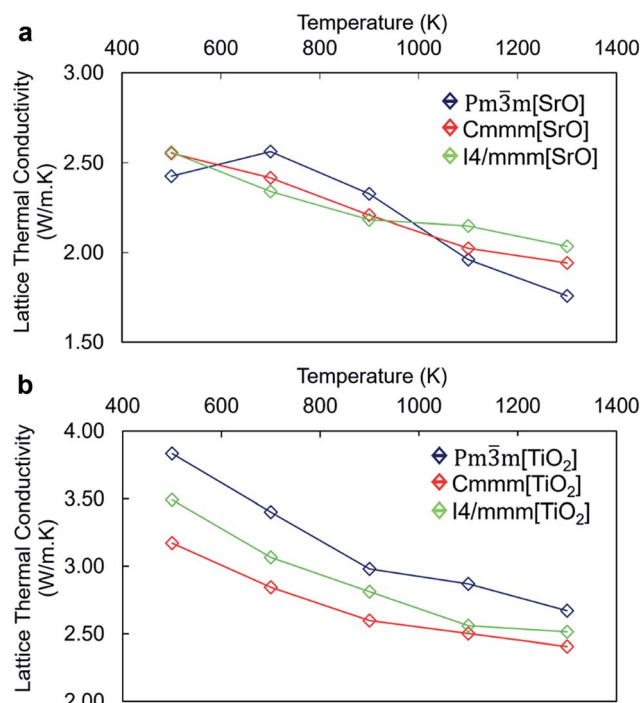 a
Temperature (K)
400 600 800 1000 1200 1400
3.00
2.50
2.00
1.50
Lattice Thermal Conductivity
(W/m.K)
Pm3̅m[SrO]
Cmmm[SrO]
I4/mmm[SrO]
b
Temperature (K)
400 600 800 1000 1200 1400
4.00
3.50
3.00
2.50
2.00
Lattice Thermal Conductivity
(W/m.K)
Pm3̅m[TiO₂]
Cmmm[TiO₂]
I4/mmm[TiO₂]